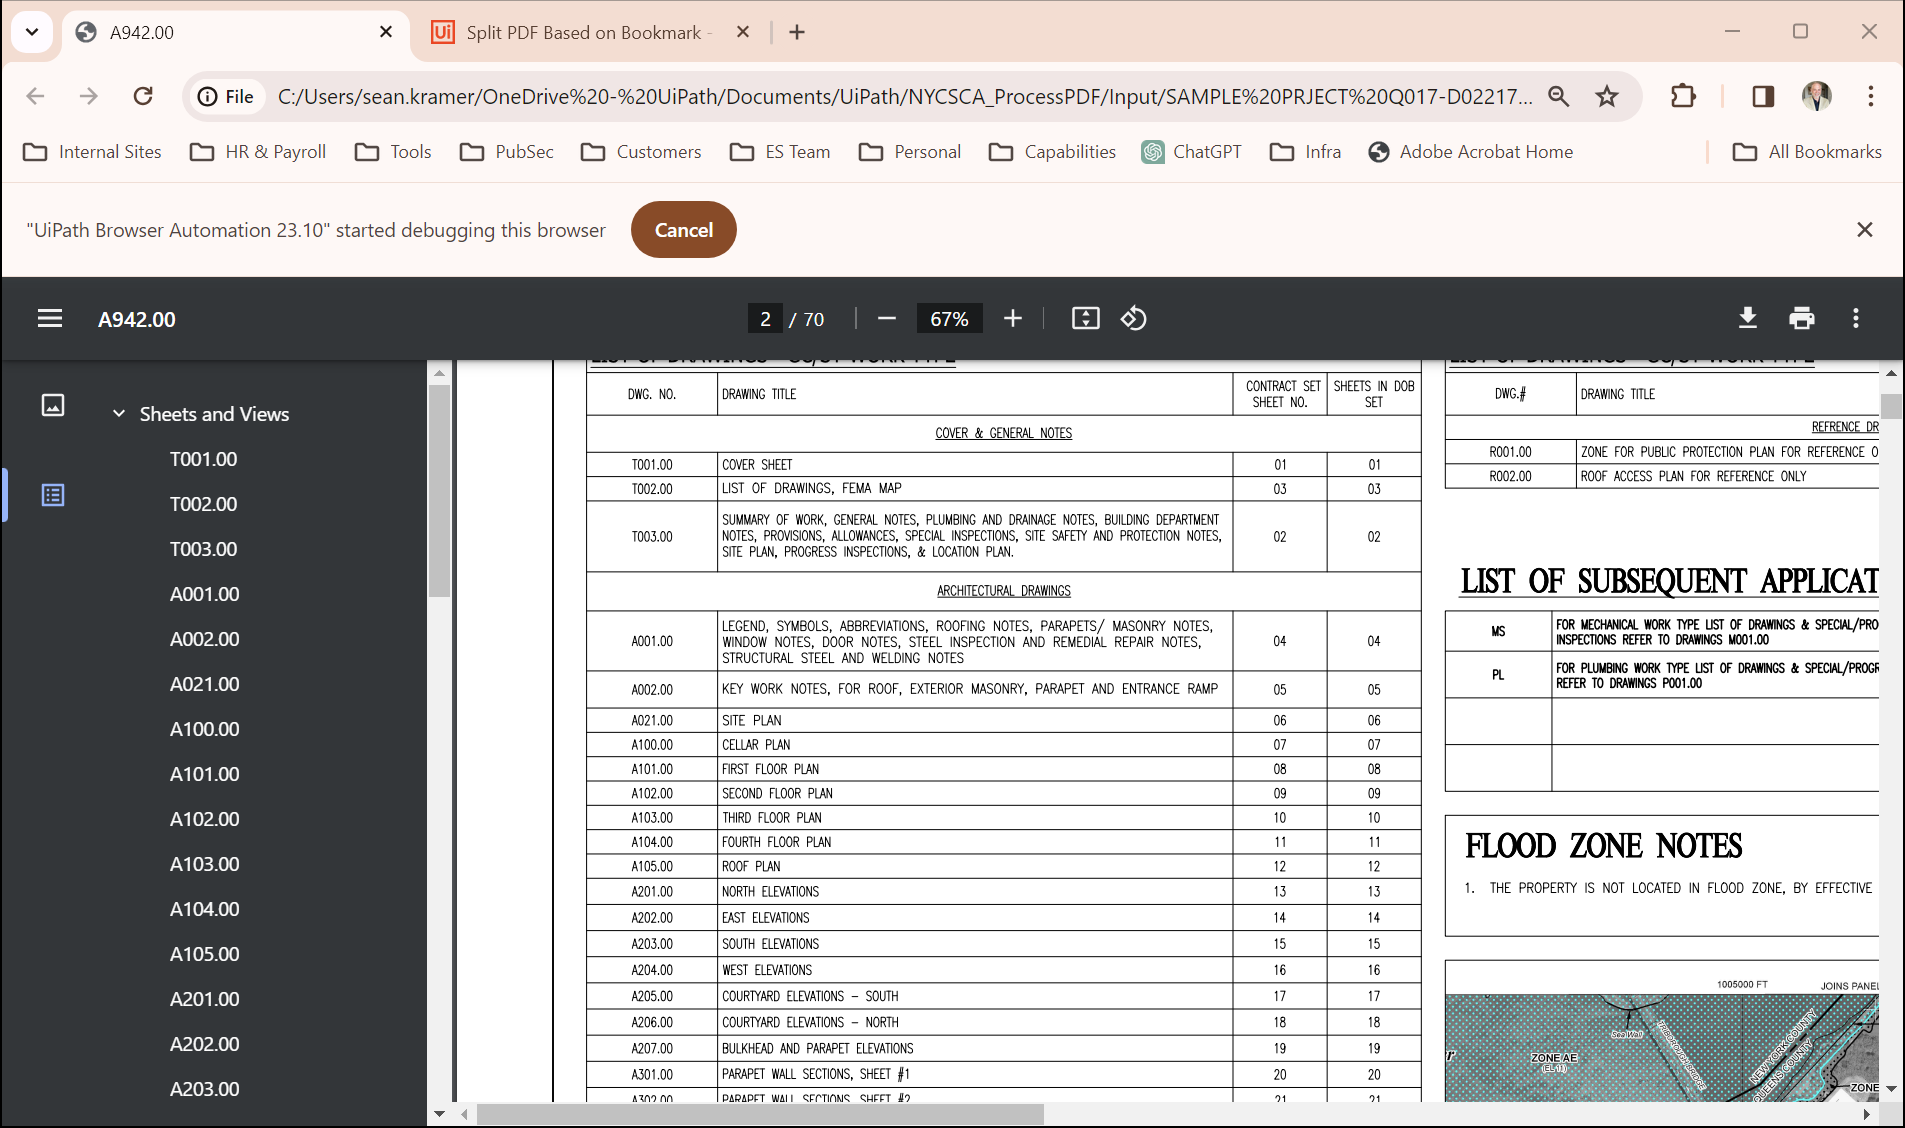 A942.00
Split PDF Based on Bookmark -
File
C:/Users/sean.kramer/OneDrive%20-%20UiPath/Documents/UiPath/NYCSCA_ProcessPDF/Input/SAMPLE%20PRJECT%20Q017-D02217...
Internal Sites
HR & Payroll
Tools
PubSec
Customers
ES Team
Personal
Capabilities
ChatGPT
Infra
Adobe Acrobat Home
All Bookmarks
"UiPath Browser Automation 23.10" started debugging this browser
Cancel
A942.00
2 / 70
67%
Sheets and Views
T001.00
T002.00
T003.00
A001.00
A002.00
A021.00
A100.00
A101.00
A102.00
A103.00
A104.00
A105.00
A201.00
A202.00
A203.00
DWG. NO. DRAWING TITLE CONTRACT SET SHEET NO. SHEETS IN DOB SET
COVER & GENERAL NOTES
T001.00 COVER SHEET 01 01
T002.00 LIST OF DRAWINGS, FEMA MAP 03 03
SUMMARY OF WORK, GENERAL NOTES, PLUMBING AND DRAINAGE NOTES, BUILDING DEPARTMENT
T003.00 NOTES, PROVISIONS, ALLOWANCES, SPECIAL INSPECTIONS, SITE SAFETY AND PROTECTION NOTES, 02 02
SITE PLAN, PROGRESS INSPECTIONS, & LOCATION PLAN.
ARCHITECTURAL DRAWINGS
LEGEND, SYMBOLS, ABBREVIATIONS, ROOFING NOTES, PARAPETS/ MASONRY NOTES,
A001.00 WINDOW NOTES, DOOR NOTES, STEEL INSPECTION AND REMEDIAL REPAIR NOTES, 04 04
STRUCTURAL STEEL AND WELDING NOTES
A002.00 KEY WORK NOTES, FOR ROOF, EXTERIOR MASONRY, PARAPET AND ENTRANCE RAMP 05 05
A021.00 SITE PLAN 06 06
A100.00 CELLAR PLAN 07 07
A101.00 FIRST FLOOR PLAN 08 08
A102.00 SECOND FLOOR PLAN 09 09
A103.00 THIRD FLOOR PLAN 10 10
A104.00 FOURTH FLOOR PLAN 11 11
A105.00 ROOF PLAN 12 12
A201.00 NORTH ELEVATIONS 13 13
A202.00 EAST ELEVATIONS 14 14
A203.00 SOUTH ELEVATIONS 15 15
A204.00 WEST ELEVATIONS 16 16
A205.00 COURTYARD ELEVATIONS – SOUTH 17 17
A206.00 COURTYARD ELEVATIONS – NORTH 18 18
A207.00 BULKHEAD AND PARAPET ELEVATIONS 19 19
A301.00 PARAPET WALL SECTIONS, SHEET #1 20 20
A302.00 PARAPET WALL SECTIONS, SHEET #2 21 21
DWG.# DRAWING TITLE
REFRENCE DR
R001.00 ZONE FOR PUBLIC PROTECTION PLAN FOR REFERENCE O
R002.00 ROOF ACCESS PLAN FOR REFERENCE ONLY
LIST OF SUBSEQUENT APPLICAT
MS FOR MECHANICAL WORK TYPE LIST OF DRAWINGS & SPECIAL/PRO
INSPECTIONS REFER TO DRAWINGS M001.00
PL FOR PLUMBING WORK TYPE LIST OF DRAWINGS & SPECIAL/PROGR
REFER TO DRAWINGS P001.00
FLOOD ZONE NOTES
1. THE PROPERTY IS NOT LOCATED IN FLOOD ZONE, BY EFFECTIVE
1005000 FT JOINS PANEL
Sea Wall
TRIBOROUGH BRIDGE
NEW YORK COUNTY
QUEENS COUNTY
ZONE AE
(EL 11)
ZONE